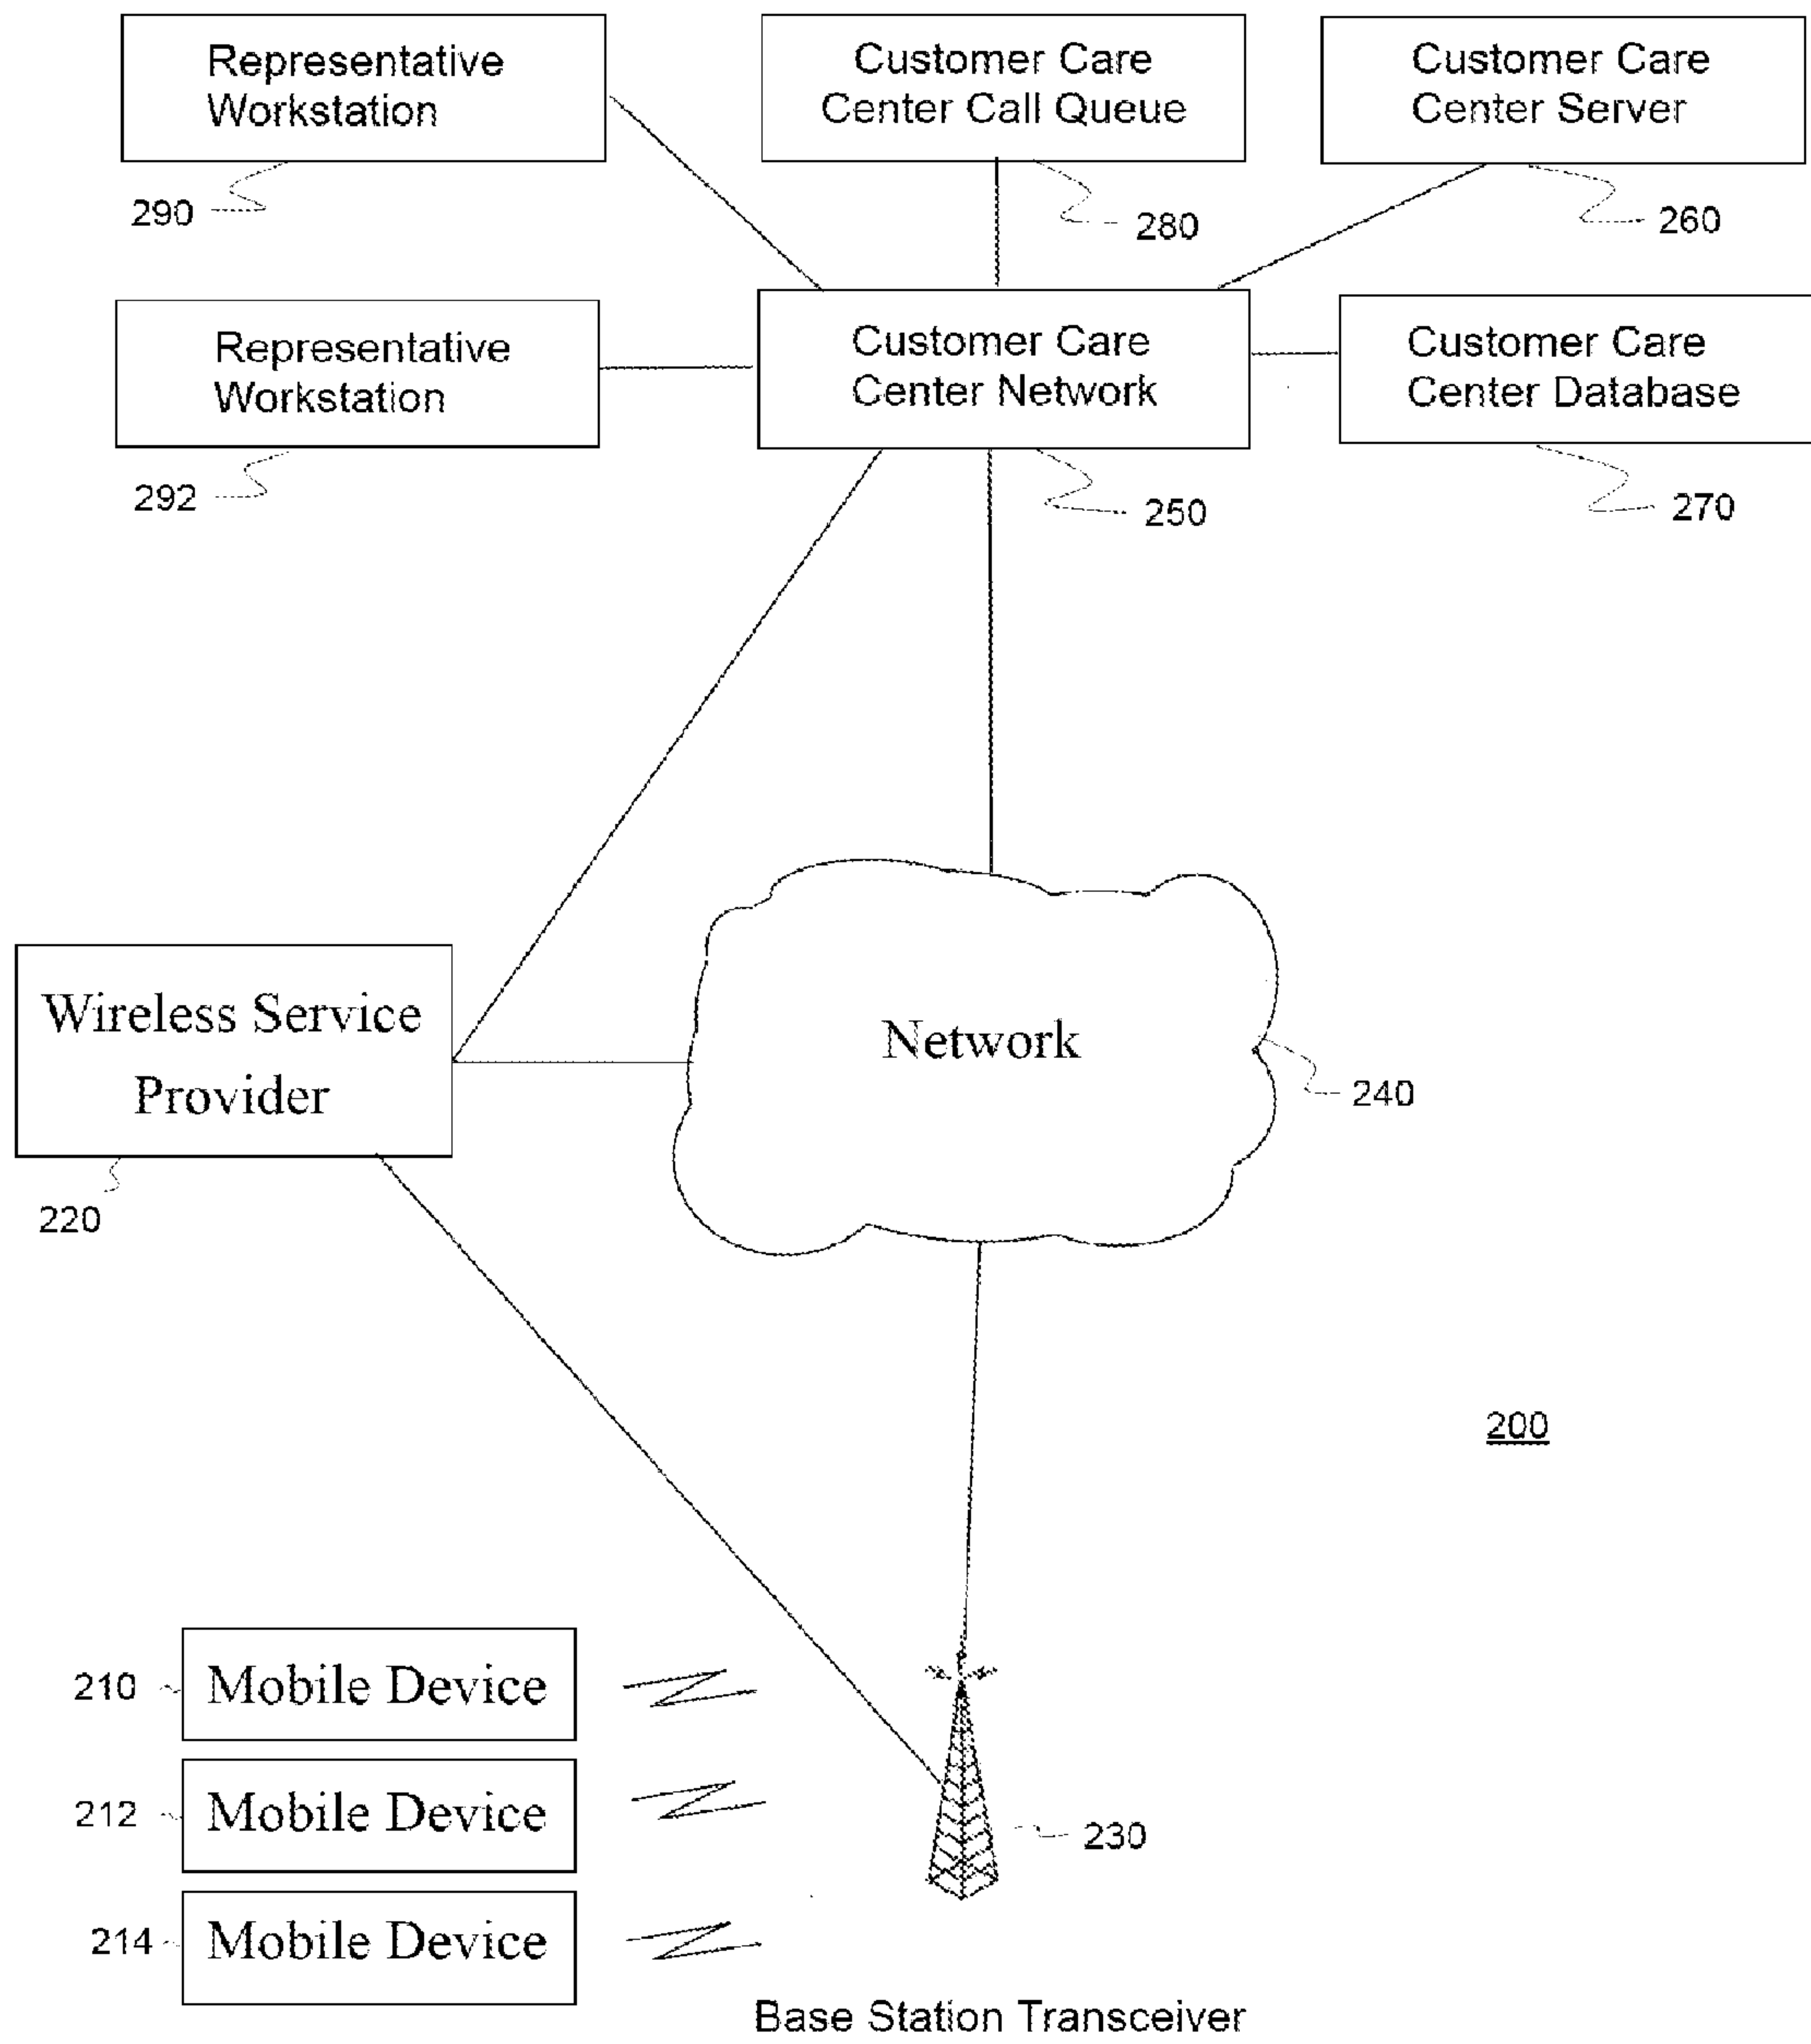 Representative
Workstation
290
Customer Care
Center Call Queue
280
Customer Care
Center Server
260
Representative
Workstation
292
Customer Care
Center Network
250
Customer Care
Center Database
270
Wireless Service
Provider
220
Network
240
200
210
Mobile Device
212
Mobile Device
214
Mobile Device
230
Base Station Transceiver